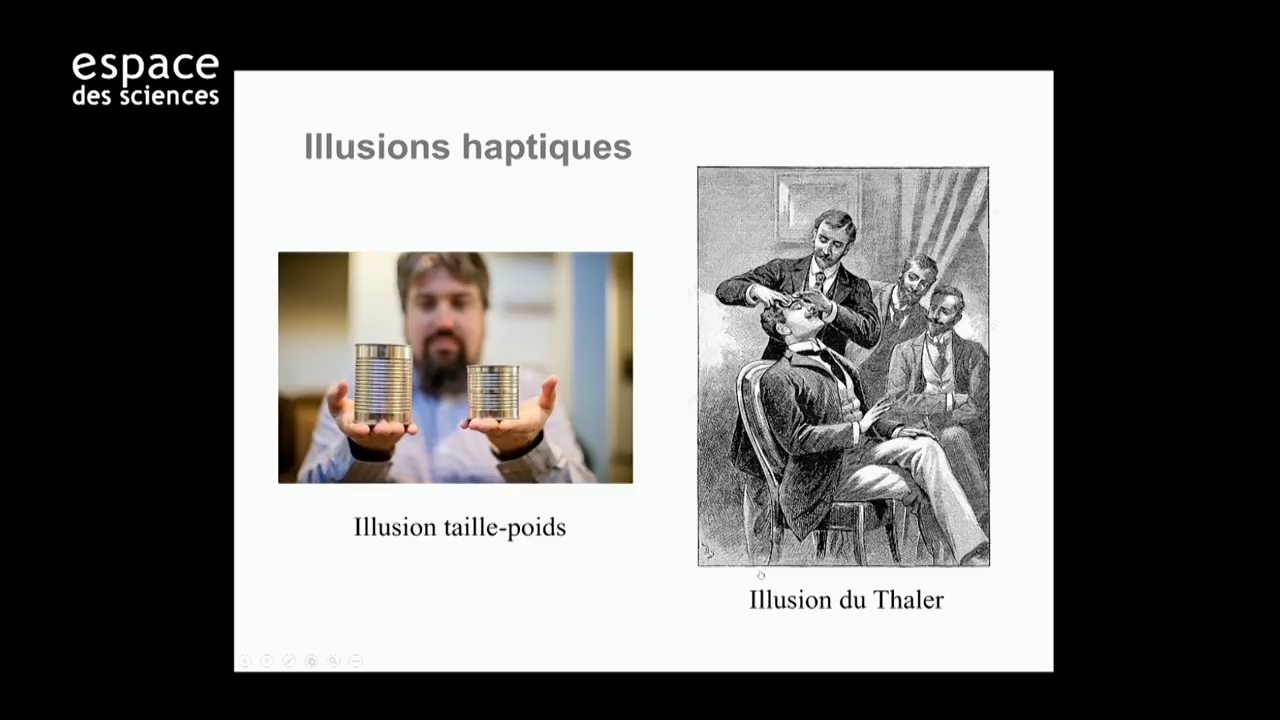 espace
des sciences
Illusions haptiques
Illusion taille-poids
Illusion du Thaler